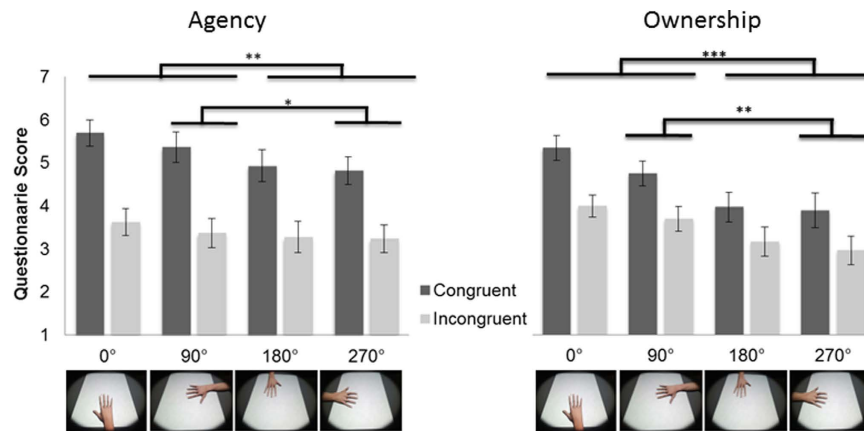 Agency
Ownership
**
***
7
*
**
6
5
4
3
2
1
Questionaarie Score
Congruent
Incongruent
0° 90° 180° 270°
0° 90° 180° 270°